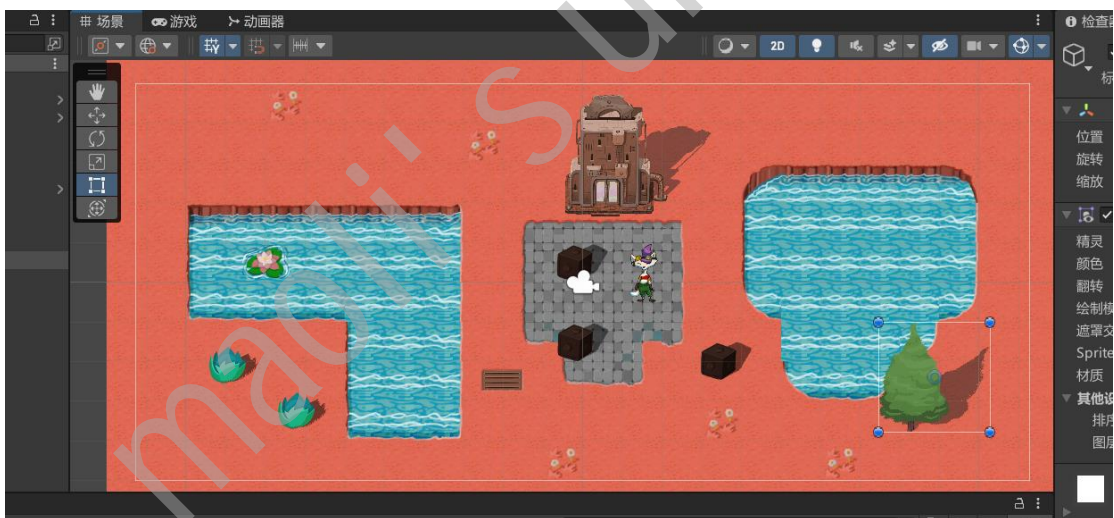 场景 游戏 动画器 检查器
2D
标
位置
旋转
缩放
精灵
颜色
翻转
绘制模
遮罩交
Sprite
材质
其他设
排序
图层